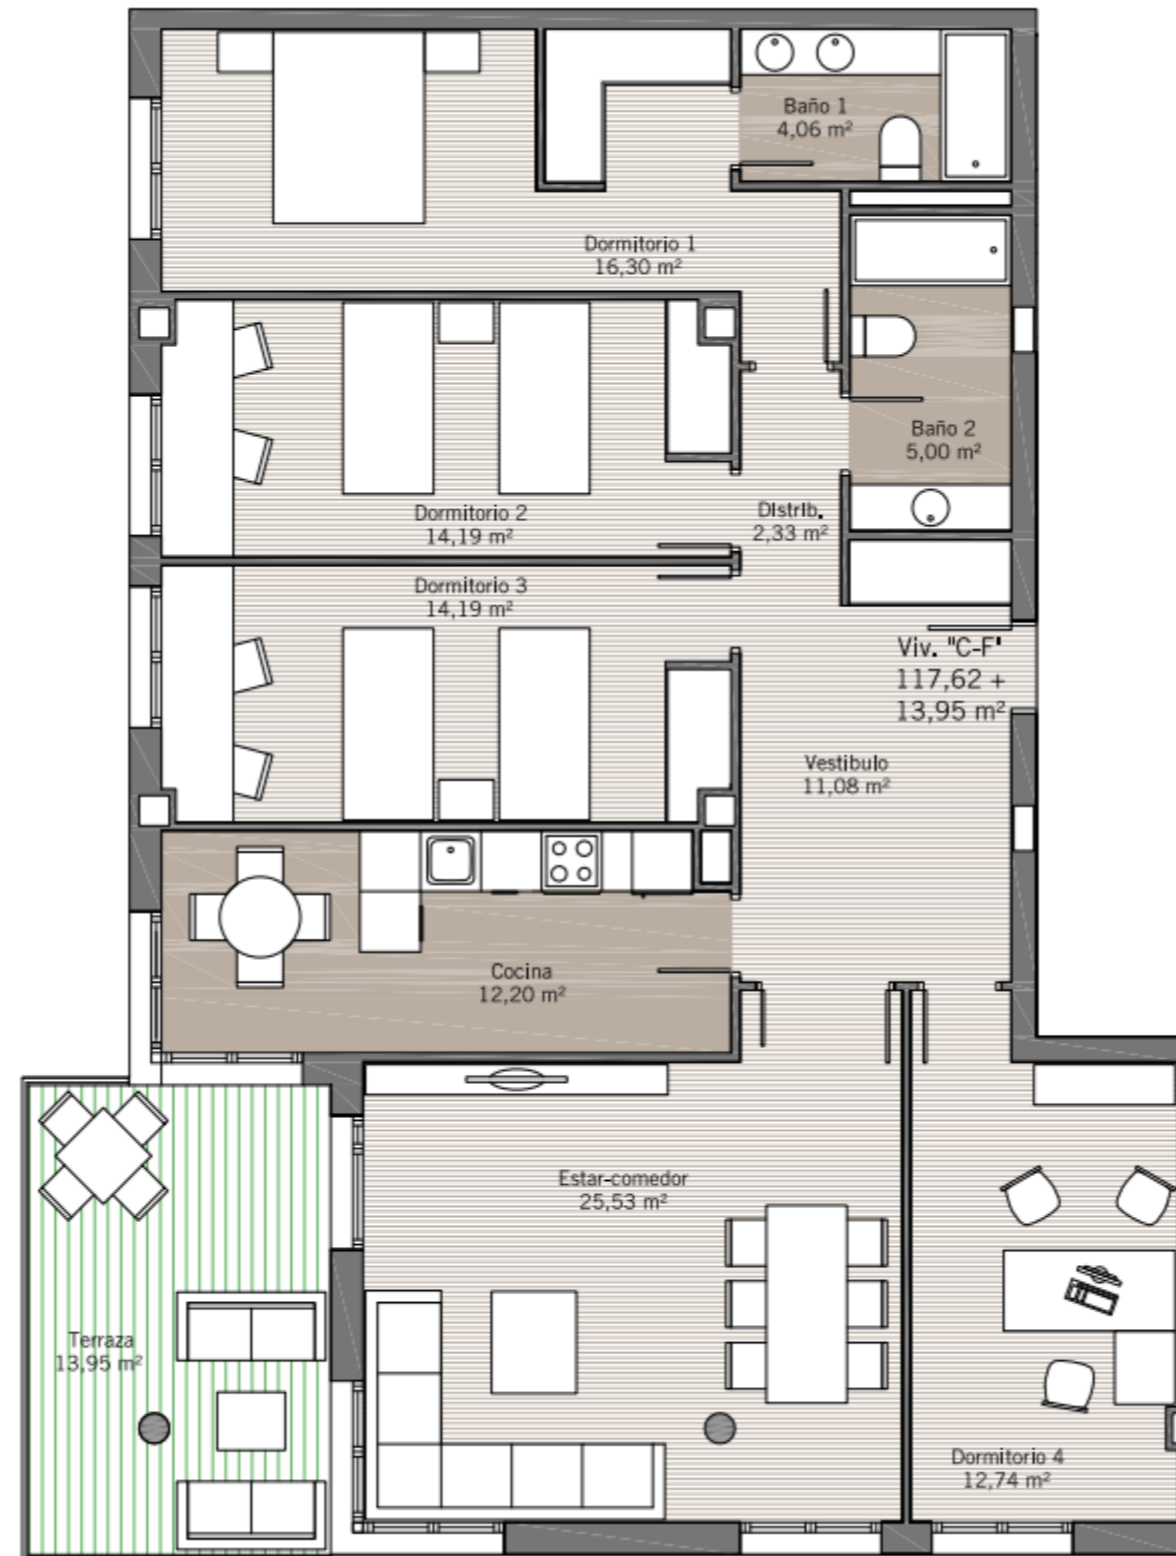 Baño 1
4,06 m²
Dormitorio 1
16,30 m²
Baño 2
5,00 m²
Dormitorio 2
14,19 m²
Distrib.
2,33 m²
Dormitorio 3
14,19 m²
Viv. "C-F"
117,62 +
13,95 m²
Vestibulo
11,08 m²
Cocina
12,20 m²
Estar-comedor
25,53 m²
Terraza
13,95 m²
Dormitorio 4
12,74 m²